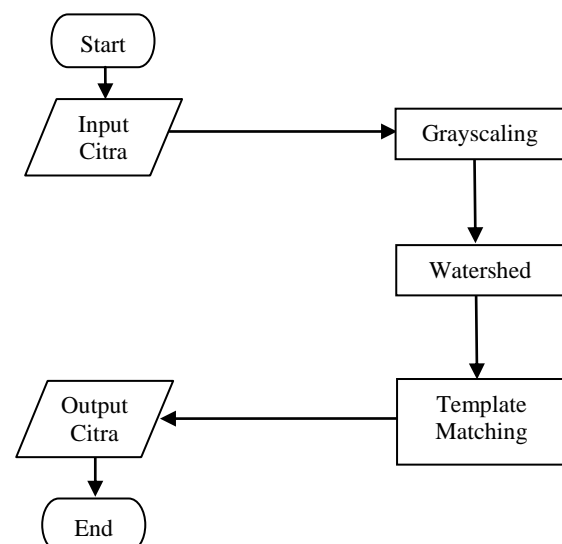 Start
Input
Citra
Grayscaling
Watershed
Template
Matching
Output
Citra
End